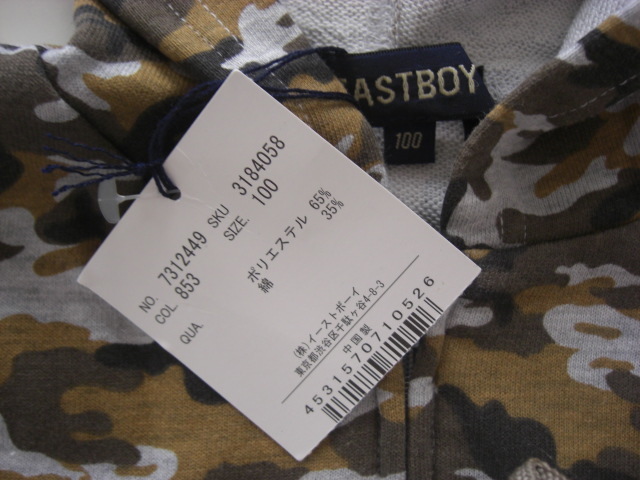 EASTBOY
100
NO. 7312449 SKU 3184058
COL. 853 SIZE. 100
QUA. ポリエステル 65%
綿 35%
(株)イーストボーイ
東京都渋谷区千駄ヶ谷4-8-3
中国製
4531570710526